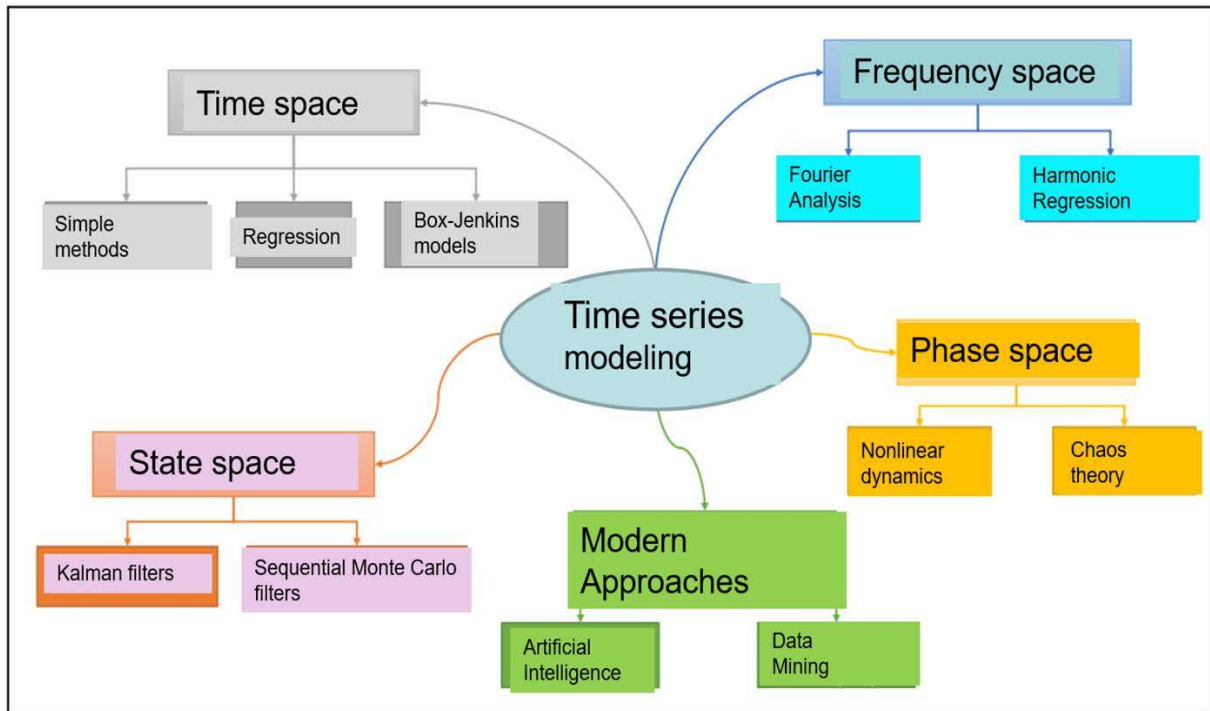 Time space
Simple
methods
Regression
Box-Jenkins
models
Frequency space
Fourier
Analysis
Harmonic
Regression
Time series
modeling
Phase space
Nonlinear
dynamics
Chaos
theory
State space
Kalman filters
Sequential Monte Carlo
filters
Modern
Approaches
Artificial
Intelligence
Data
Mining